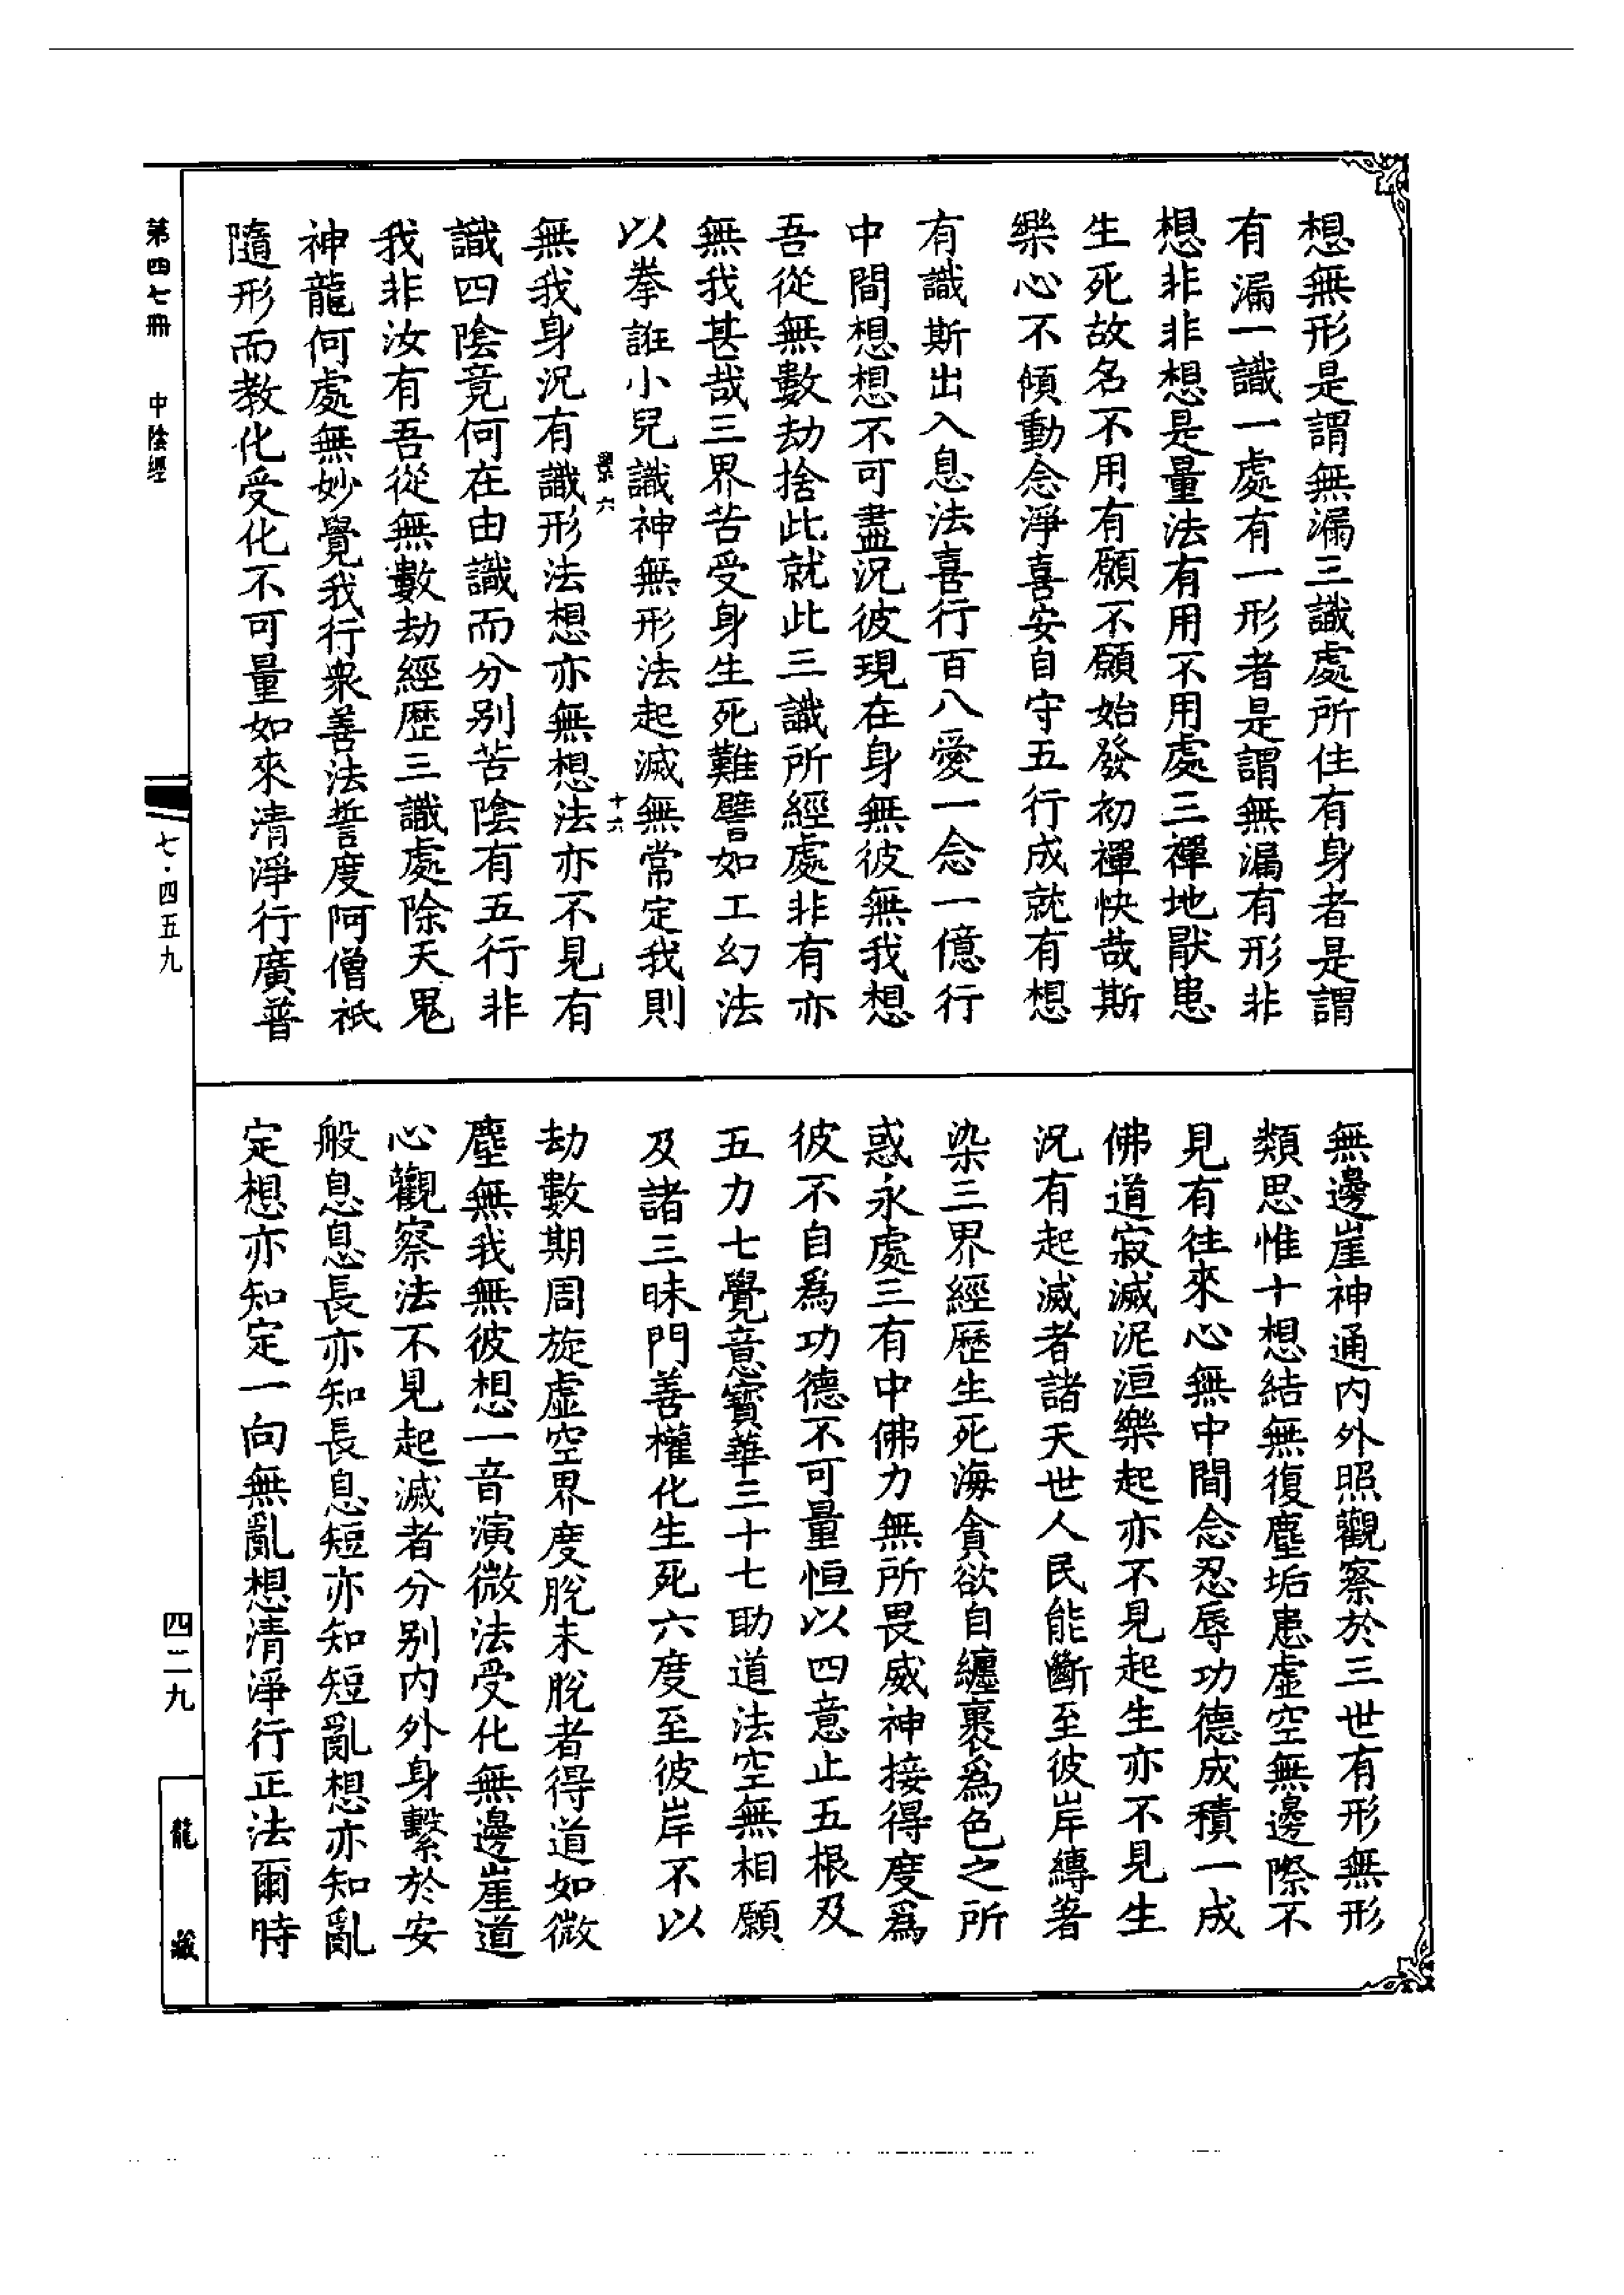 想無形是謂無漏三識處所住有身者是謂
有漏一識一處有一形者是謂無漏有形非
想非非想是量法有用不用處三禪地厭患
生死故名不用有願不願始發初禪快哉斯
樂心不傾動念淨喜安自守五行成就有想
有識斯出入息法喜行百八愛一念一億行
中間想想不可盡況彼現在身無彼無我想
吾從無數劫捨此就此三識所經處非有亦
無我甚哉三界苦受身生死難譬如工幻法
以拳誑小兒識神無形法起滅無常定我則
無我身況有識形法想亦無想法亦不見有
識四陰竟何在由識而分別苦陰有五行非
我非汝有吾從無數劫經歷三識處除天鬼
神龍何處無妙覺我行衆善法誓度阿僧祇
隨形而教化受化不可量如來清淨行廣普
十六
無邊崖神通內外照觀察於三世有形無形
類思惟十想結無復塵垢患虛空無邊際不
見有往來心無中間念忍辱功德成積一成
佛道寂滅泥洹樂起亦不見起生亦不見生
況有起滅者諸天世人民能斷至彼岸縛著
染三界經歷生死海貪欲自纏裹爲色之所
惑永處三有中佛力無所畏威神接得度爲
彼不自爲功德不可量恒以四意止五根及
五力七覺意寶華三十七助道法空無相願
及諸三昧門善權化生死六度至彼岸不以
劫數期周旋虛空界度脫未脫者得道如微
塵無我無彼想一音演微法受化無邊崖道
心觀察法不見起滅者分別內外身繫於安
般息息長亦知長息短亦知短亂想亦知亂
定想亦知定一向無亂想清淨行正法爾時
第四七冊
中陰經
七·四五九
四二九
龍藏